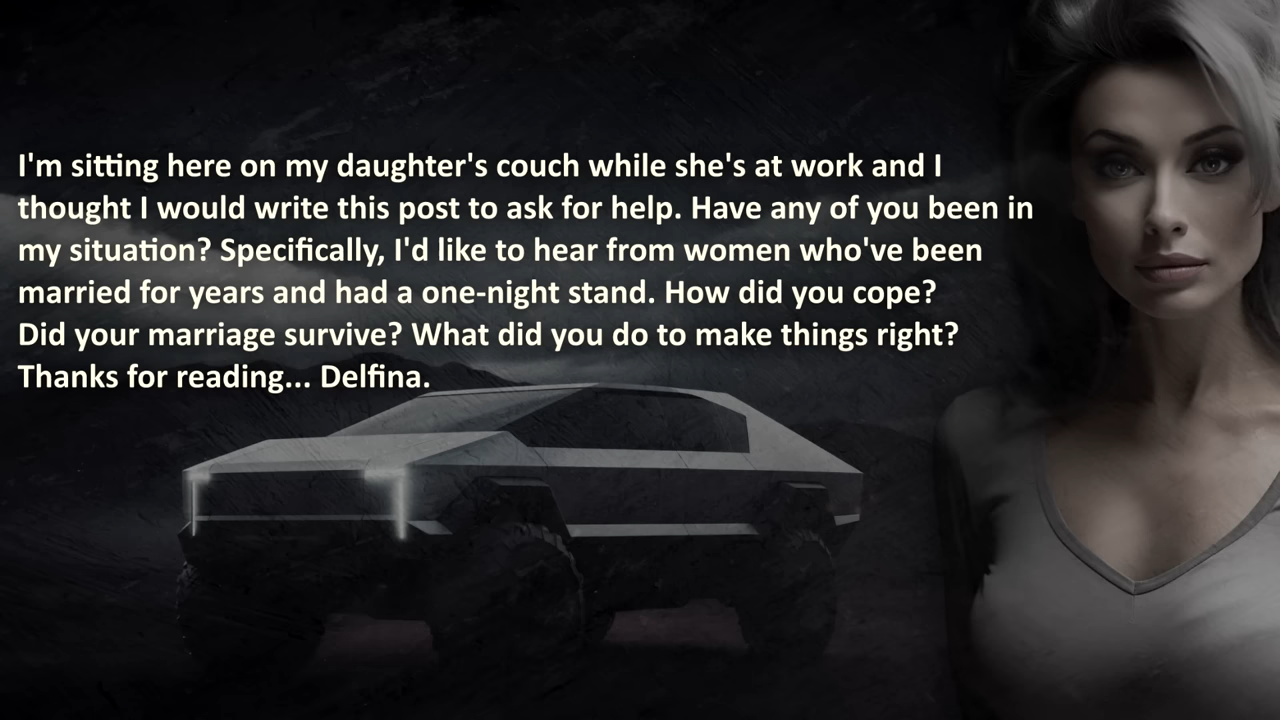 I'm sitting here on my daughter's couch while she's at work and I
thought I would write this post to ask for help. Have any of you been in
my situation? Specifically, I'd like to hear from women who've been
married for years and had a one-night stand. How did you cope?
Did your marriage survive? What did you do to make things right?
Thanks for reading... Delfina.